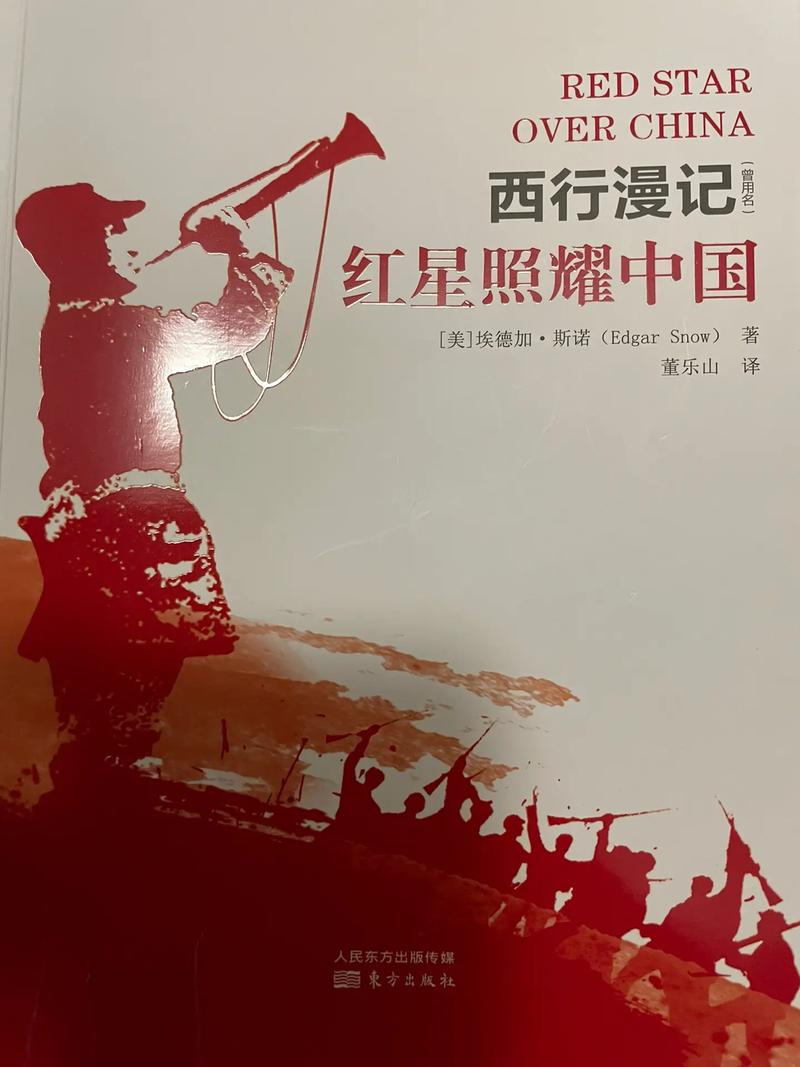 RED STAR
OVER CHINA
西行漫记(曾用名)
红星照耀中国
[美]埃德加·斯诺（Edgar Snow） 著
董乐山 译
人民东方出版传媒
东方出版社